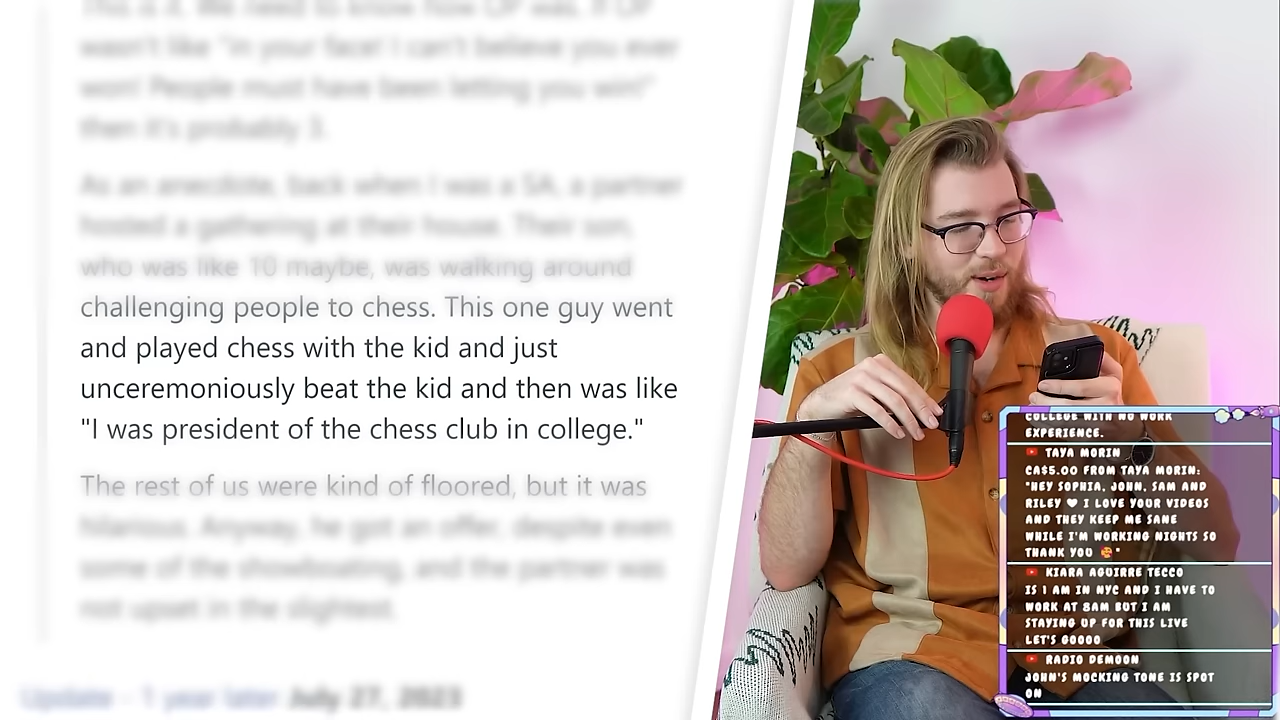 This is it. We need to know how OP was. If OP
wasn't like "in your face! I can't believe you ever
won! People must have been letting you win!"
then it's probably 3.
As an anecdote, back when I was a SA, a partner
hosted a gathering at their house. Their son,
who was like 10 maybe, was walking around
challenging people to chess. This one guy went
and played chess with the kid and just
unceremoniously beat the kid and then was like
"I was president of the chess club in college."
The rest of us were kind of floored, but it was
hilarious. Anyway, he got an offer, despite even
some of the and the partner was
not upset in the slightest.
Update - 1 year later July 17, 2023
COLLEGE WITH NO WORK
EXPERIENCE.
TAYA MORIN
CA$5.00 FROM TAYA MORIN:
"HEY SOPHIA, JOHN, SAM AND
RILEY ❤ I LOVE YOUR VIDEOS
AND THEY KEEP ME SANE
WHILE I'M WORKING NIGHTS SO
THANK YOU 🥰"
KIARA AGUIRRE TECCO
IS 1 AM IN NYC AND I HAVE TO
WORK AT 8AM BUT I AM
STAYING UP FOR THIS LIVE
LET'S GOOOO
RADIO DEMOON
JOHN'S MOCKING TONE IS SPOT
ON